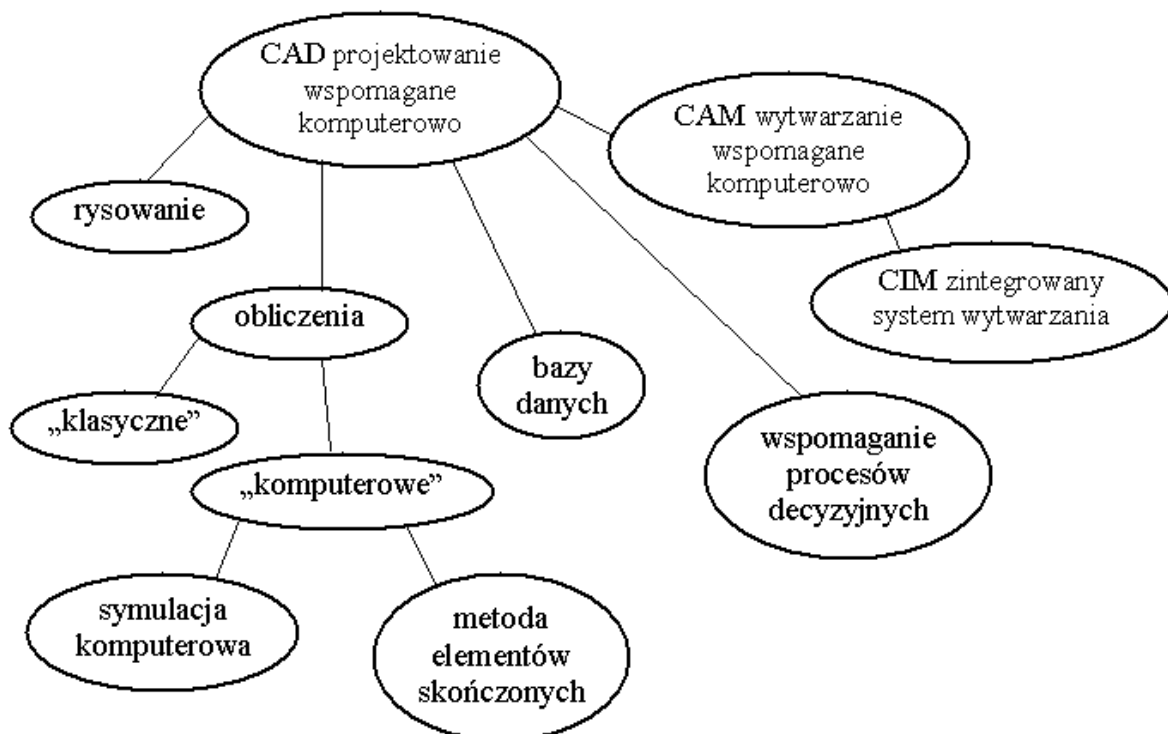 CAD projektowanie
wspomagane
komputerowo
CAM wytwarzanie
wspomagane
komputerowo
rysowanie
CIM zintegrowany
system wytwarzania
obliczenia
bazy
danych
„klasyczne”
wspomaganie
procesów
decyzyjnych
„komputerowe”
symulacja
komputerowa
metoda
elementów
skończonych